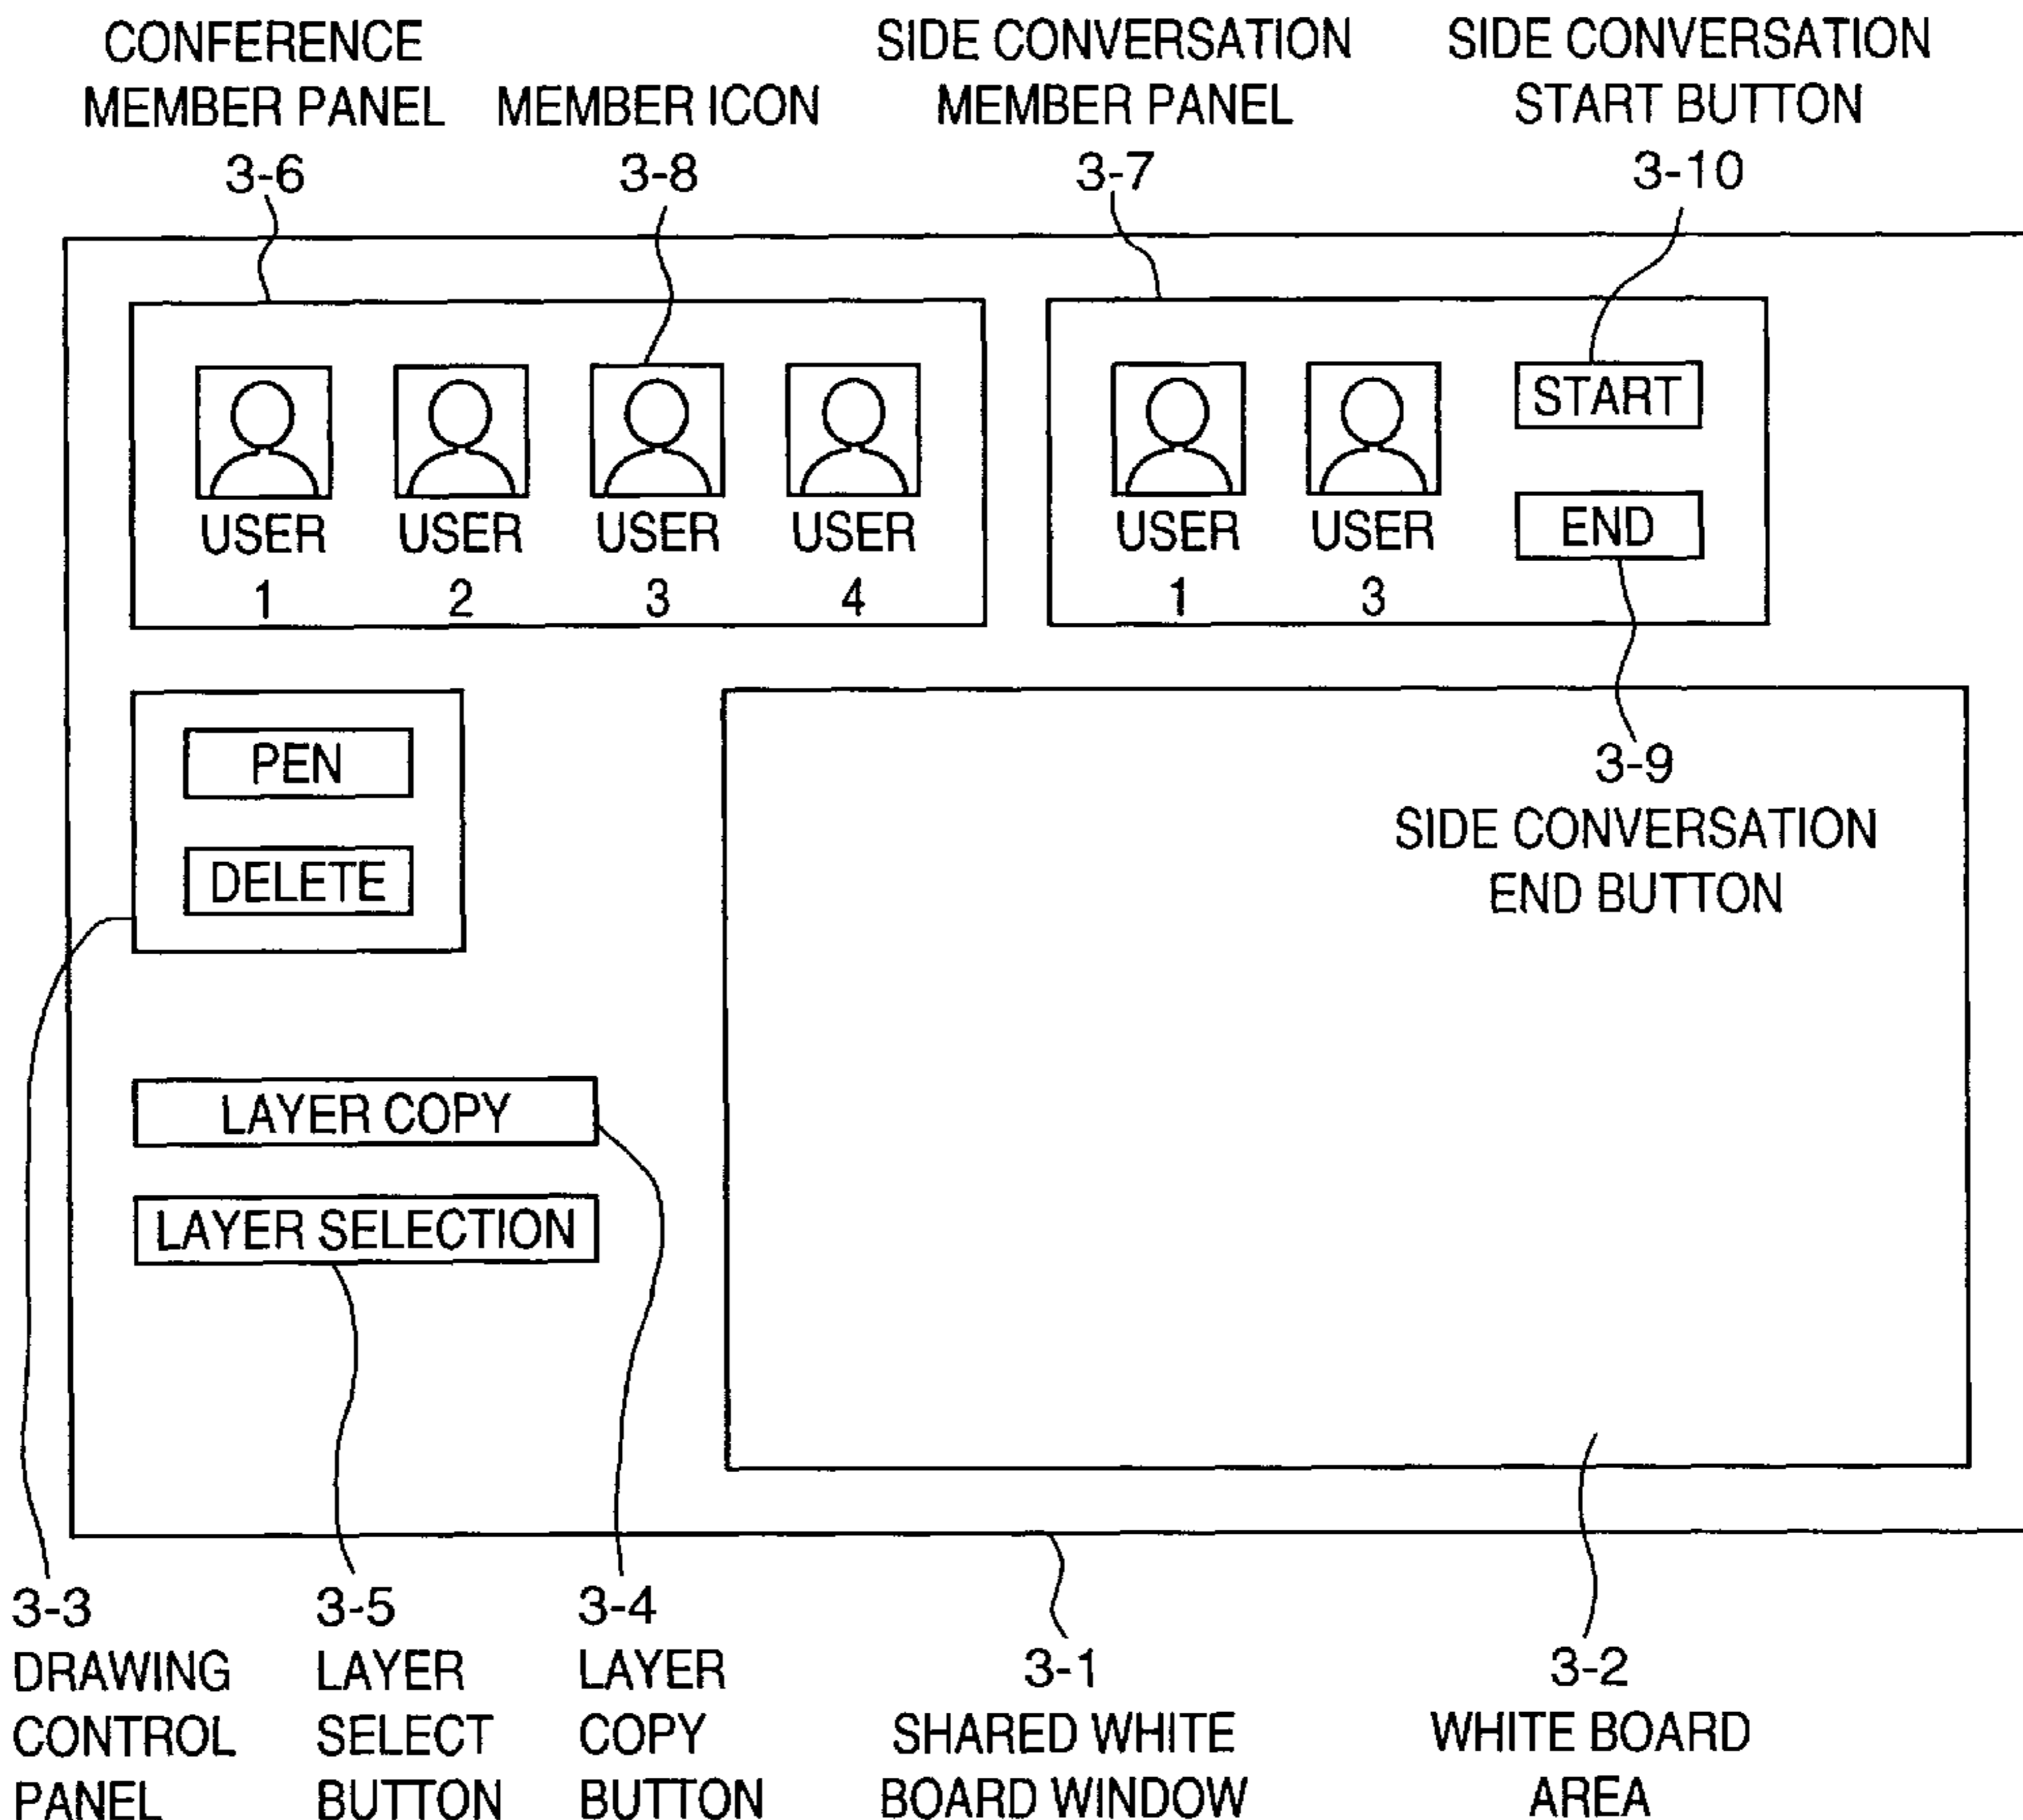 CONFERENCE
MEMBER PANEL
3-6
MEMBER ICON
3-8
SIDE CONVERSATION
MEMBER PANEL
3-7
SIDE CONVERSATION
START BUTTON
3-10
USER
1
USER
2
USER
3
USER
4
USER
1
USER
3
START
END
3-9
SIDE CONVERSATION
END BUTTON
PEN
DELETE
LAYER COPY
LAYER SELECTION
3-3
DRAWING
CONTROL
PANEL
3-5
LAYER
SELECT
BUTTON
3-4
LAYER
COPY
BUTTON
3-1
SHARED WHITE
BOARD WINDOW
3-2
WHITE BOARD
AREA